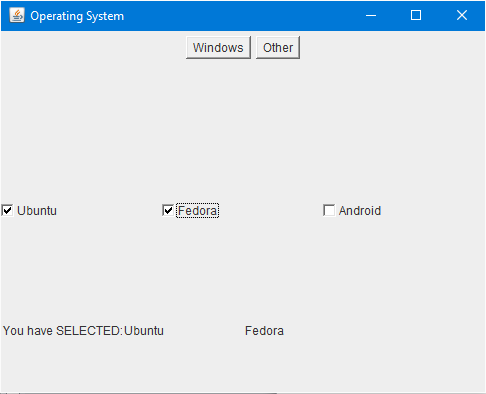 Operating System
Windows Other
Ubuntu Fedora Android
You have SELECTED:Ubuntu Fedora